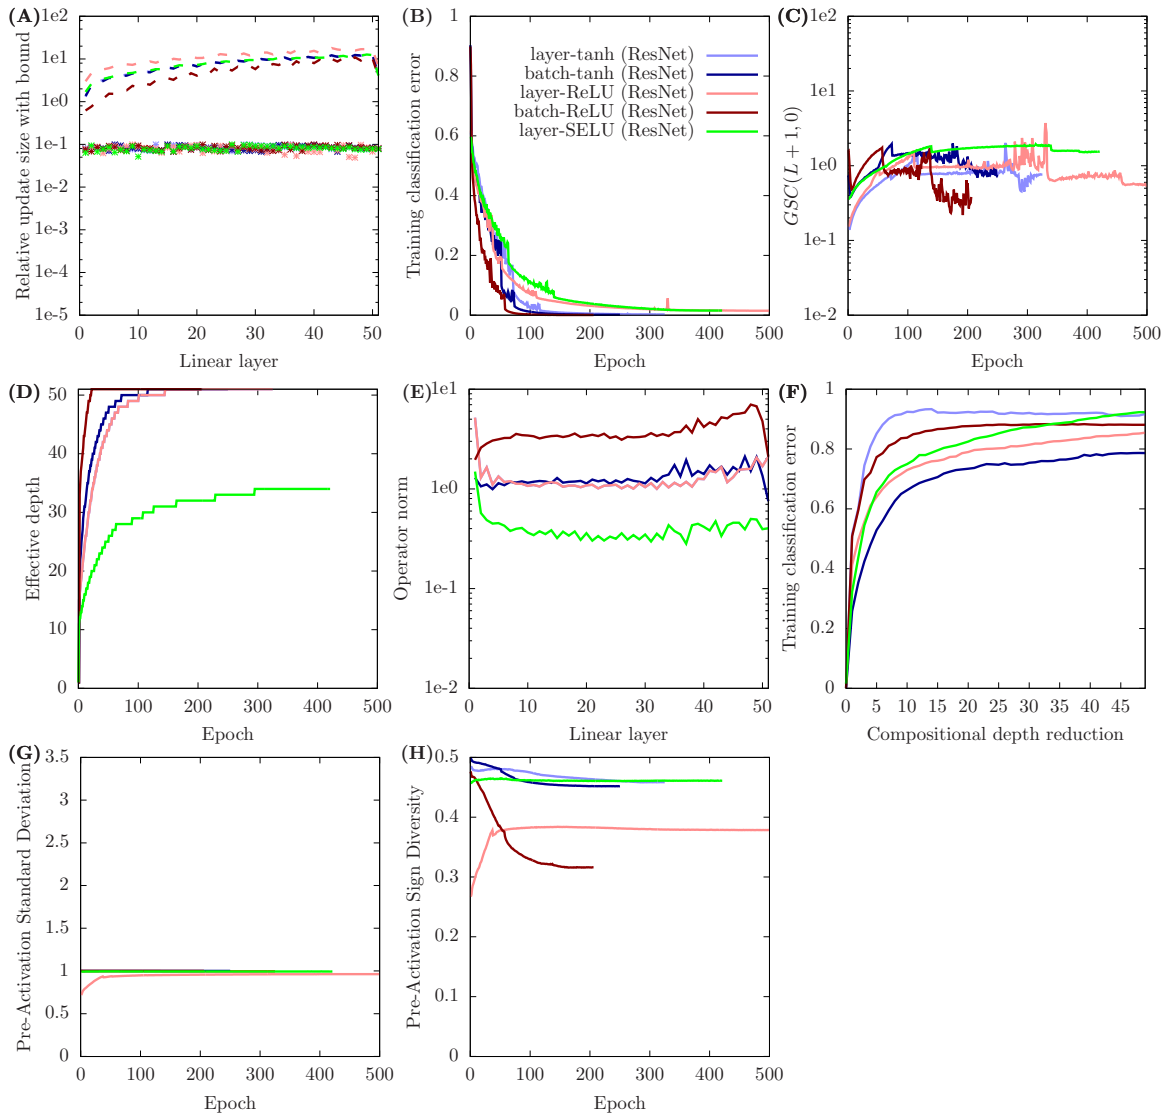 (A)
Relative update size with bound
1e2
1e1
1e0
1e-1
1e-2
1e-3
1e-4
1e-5
0 10 20 30 40 50
Linear layer
(B)
Training classification error
1
0.8
0.6
0.4
0.2
0
0 100 200 300 400 500
Epoch
layer-tanh (ResNet)
batch-tanh (ResNet)
layer-ReLU (ResNet)
batch-ReLU (ResNet)
layer-SELU (ResNet)
(C)
GSC(L + 1, 0)
1e2
1e1
1e0
1e-1
1e-2
0 100 200 300 400 500
Epoch
(D)
Effective depth
50
40
30
20
10
0
0 100 200 300 400 500
Epoch
(E)
Operator norm
1e1
1e0
1e-1
1e-2
0 10 20 30 40 50
Linear layer
(F)
Training classification error
1
0.8
0.6
0.4
0.2
0
0 5 10 15 20 25 30 35 40 45
Compositional depth reduction
(G)
Pre-Activation Standard Deviation
3.5
3
2.5
2
1.5
1
0.5
0
0 100 200 300 400 500
Epoch
(H)
Pre-Activation Sign Diversity
0.5
0.4
0.3
0.2
0.1
0
0 100 200 300 400 500
Epoch